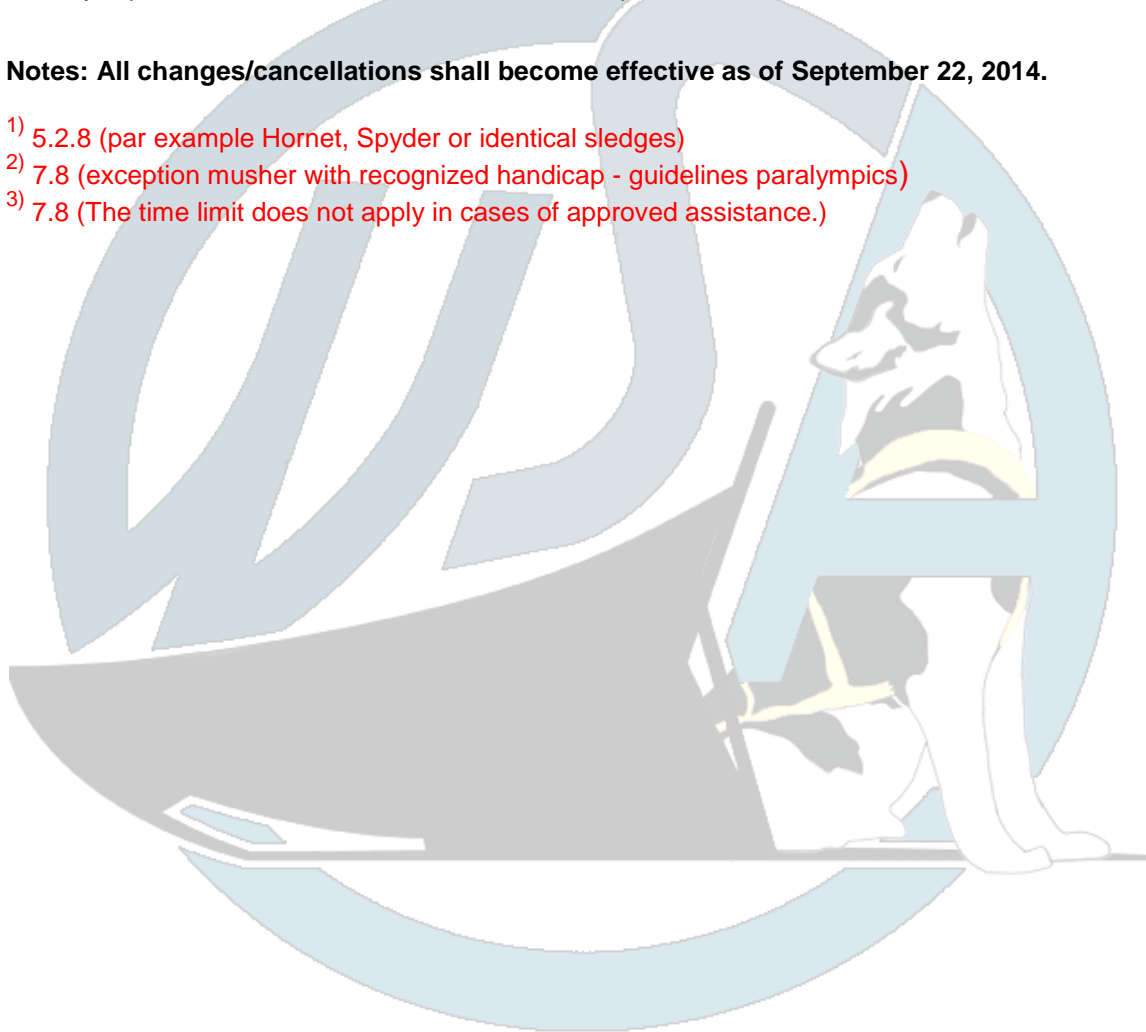 Notes: All changes/cancellations shall become effective as of September 22, 2014.
1) 5.2.8 (par example Hornet, Spyder or identical sledges)
2) 7.8 (exception musher with recognized handicap - guidelines paralympics)
3) 7.8 (The time limit does not apply in cases of approved assistance.)
WSA